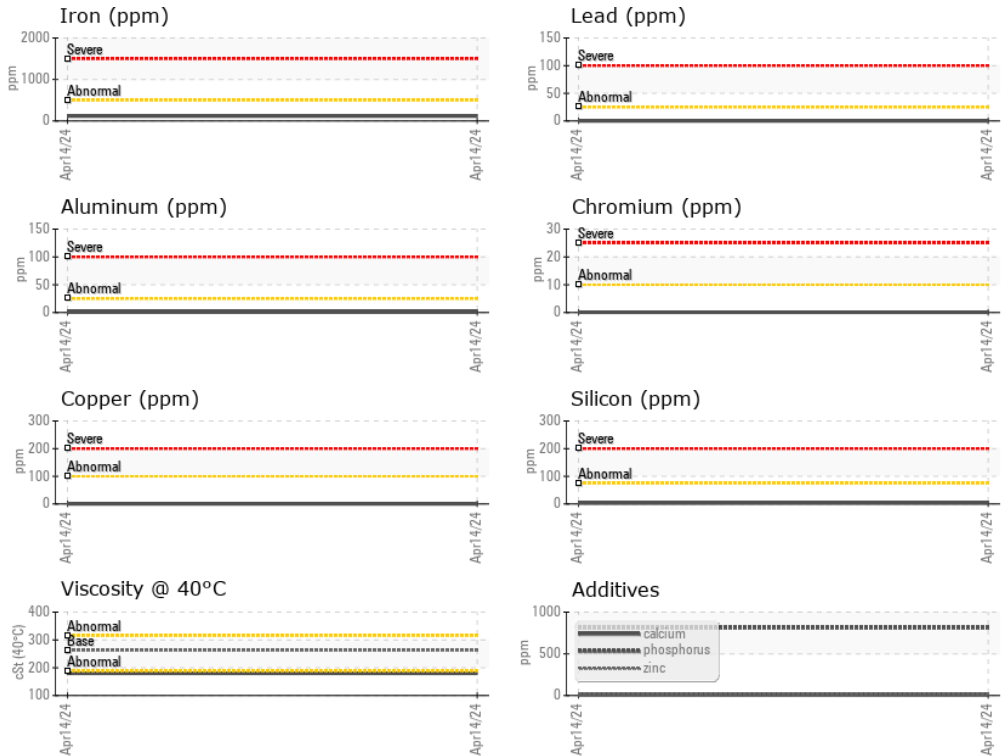 Iron (ppm)
2000
Severe
1000
ppm
Abnormal
0
Apr14/24
Apr14/24
Lead (ppm)
150
Severe
100
ppm
50
Abnormal
0
Apr14/24
Apr14/24
Aluminum (ppm)
150
Severe
100
ppm
50
Abnormal
0
Apr14/24
Apr14/24
Chromium (ppm)
30
Severe
20
ppm
Abnormal
10
0
Apr14/24
Apr14/24
Copper (ppm)
300
Severe
200
ppm
Abnormal
100
0
Apr14/24
Apr14/24
Silicon (ppm)
300
Severe
200
ppm
Abnormal
100
0
Apr14/24
Apr14/24
Viscosity @ 40°C
400
Abnormal
300
Base
cSt (40°C)
200
Abnormal
100
Apr14/24
Apr14/24
Additives
1000
calcium
phosphorus
zinc
ppm
500
0
Apr14/24
Apr14/24